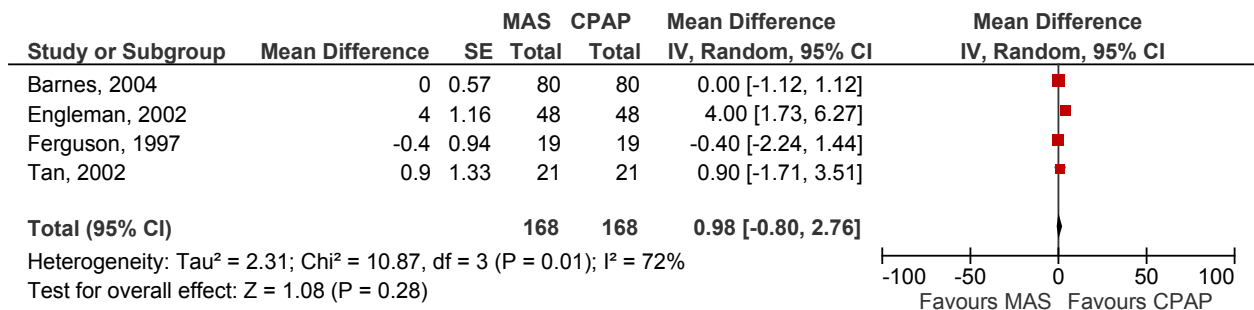 MAS CPAP Mean Difference Mean Difference
Study or Subgroup Mean Difference SE Total Total IV, Random, 95% CI IV, Random, 95% CI
Barnes, 2004 0 0.57 80 80 0.00 [-1.12, 1.12]
Engleman, 2002 4 1.16 48 48 4.00 [1.73, 6.27]
Ferguson, 1997 -0.4 0.94 19 19 -0.40 [-2.24, 1.44]
Tan, 2002 0.9 1.33 21 21 0.90 [-1.71, 3.51]
Total (95% CI) 168 168 0.98 [-0.80, 2.76]
Heterogeneity: Tau² = 2.31; Chi² = 10.87, df = 3 (P = 0.01); I² = 72%
Test for overall effect: Z = 1.08 (P = 0.28)
-100 -50 0 50 100
Favours MAS Favours CPAP